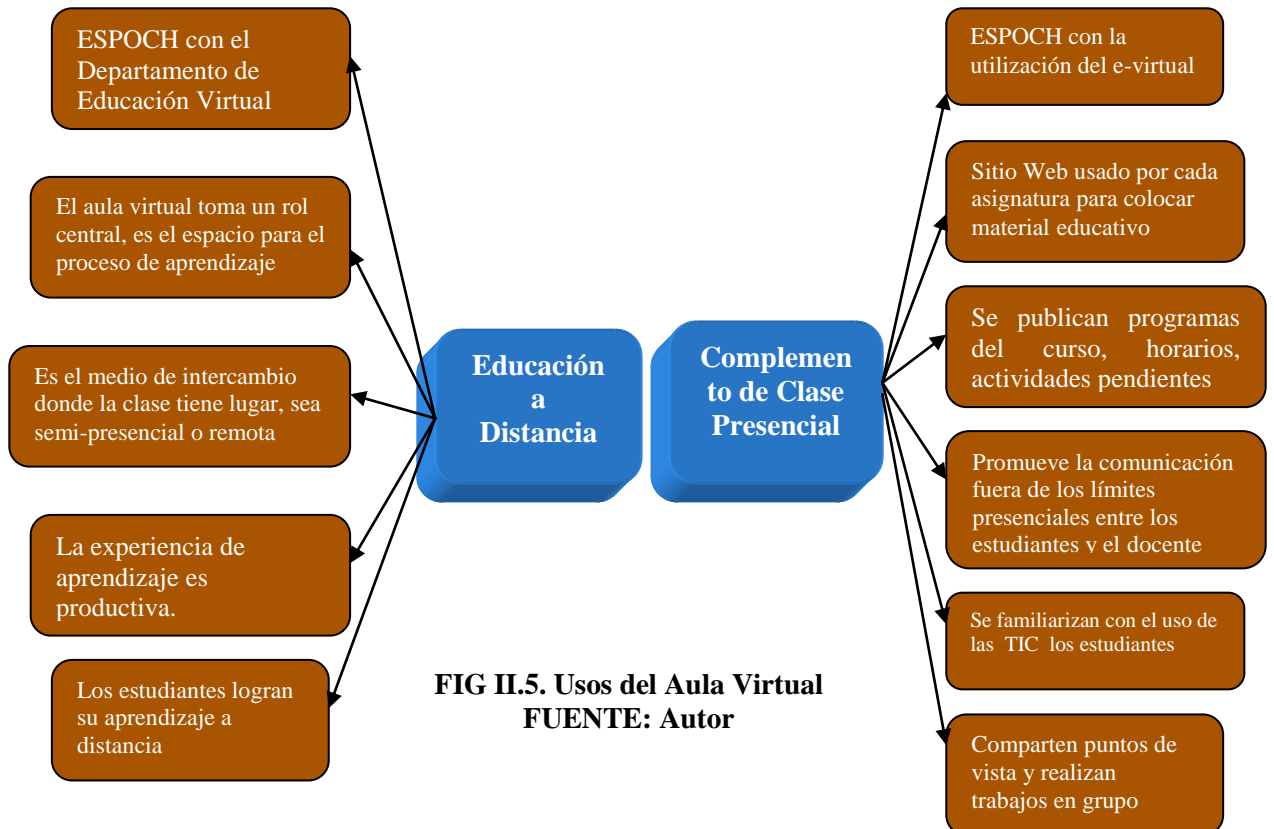 ESPOCH con el
Departamento de
Educación Virtual
El aula virtual toma un rol
central, es el espacio para el
proceso de aprendizaje
Es el medio de intercambio
donde la clase tiene lugar, sea
semi-presencial o remota
La experiencia de
aprendizaje es
productiva.
Los estudiantes logran
su aprendizaje a
distancia
Educación
a
Distancia
Complemen
to de Clase
Presencial
ESPOCH con la
utilización del e-virtual
Sitio Web usado por cada
asignatura para colocar
material educativo
Se publican programas
del curso, horarios,
actividades pendientes
Promueve la comunicación
fuera de los límites
presenciales entre los
estudiantes y el docente
Se familiarizan con el uso de
las TIC los estudiantes
Comparten puntos de
vista y realizan
trabajos en grupo
FIG II.5. Usos del Aula Virtual
FUENTE: Autor